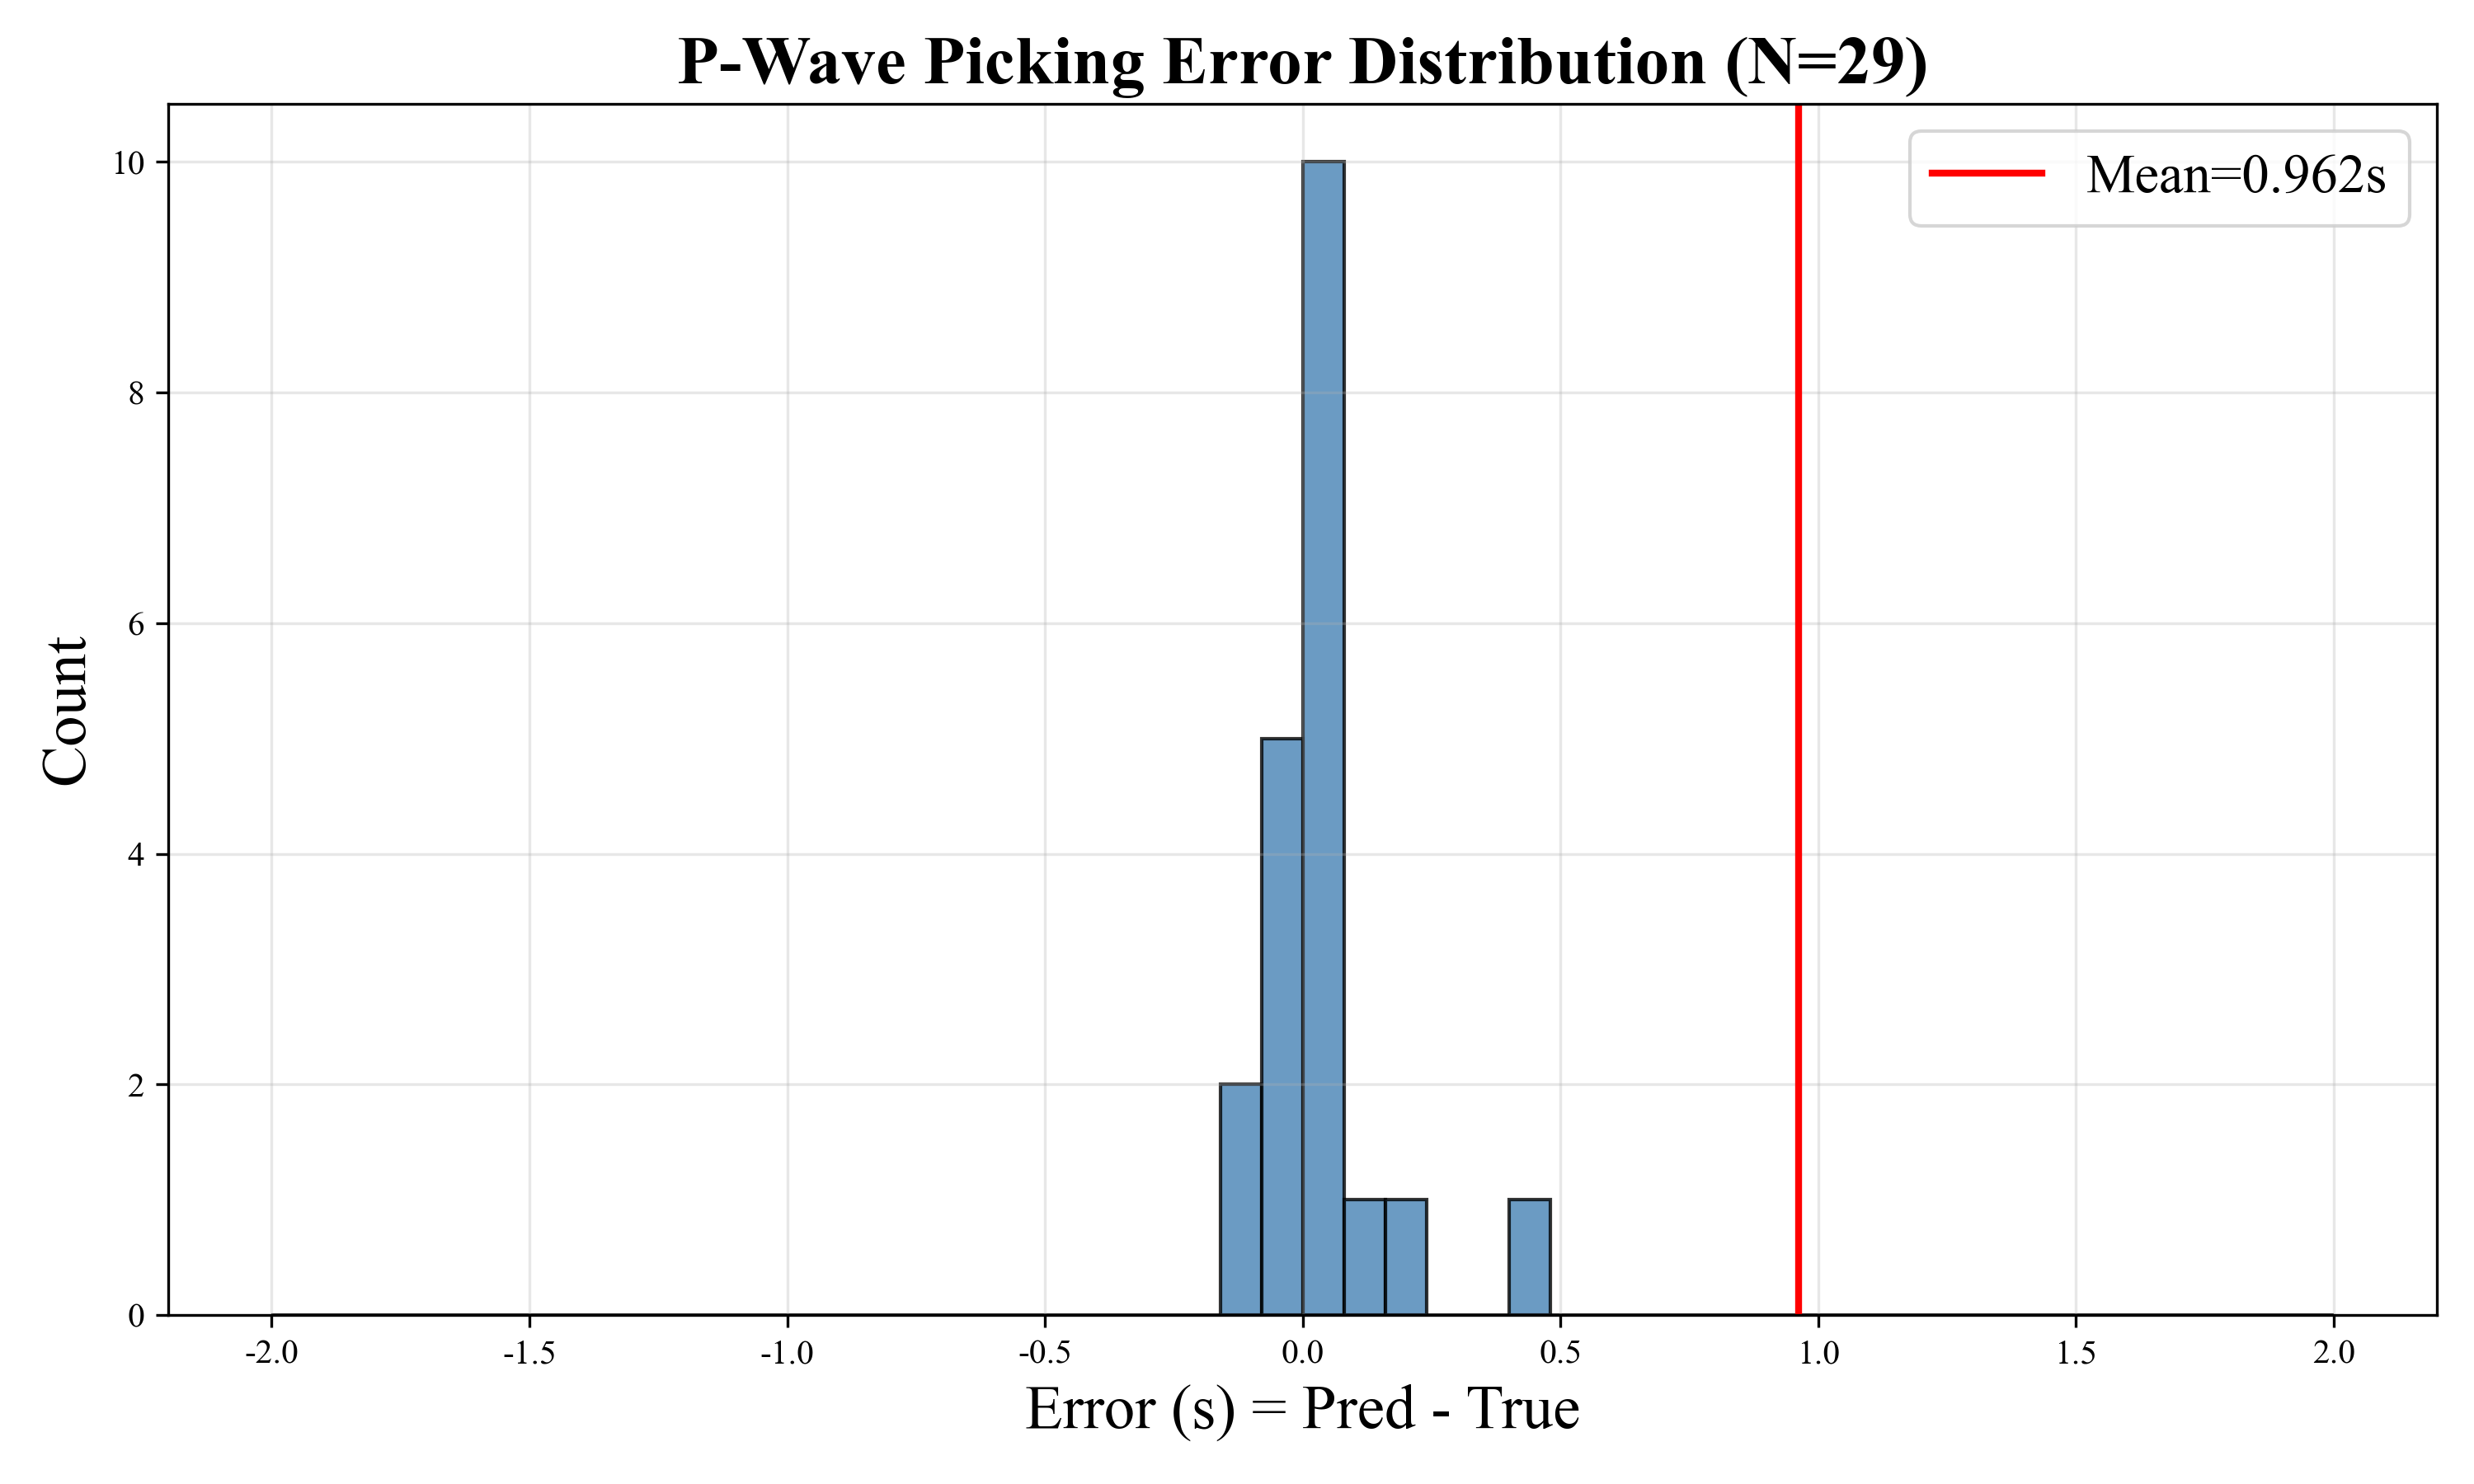 P-Wave Picking Error Distribution (N=29)
Mean=0.962s
10
8
6
4
2
0
Count
-2.0 -1.5 -1.0 -0.5 0.0 0.5 1.0 1.5 2.0
Error (s) = Pred - True